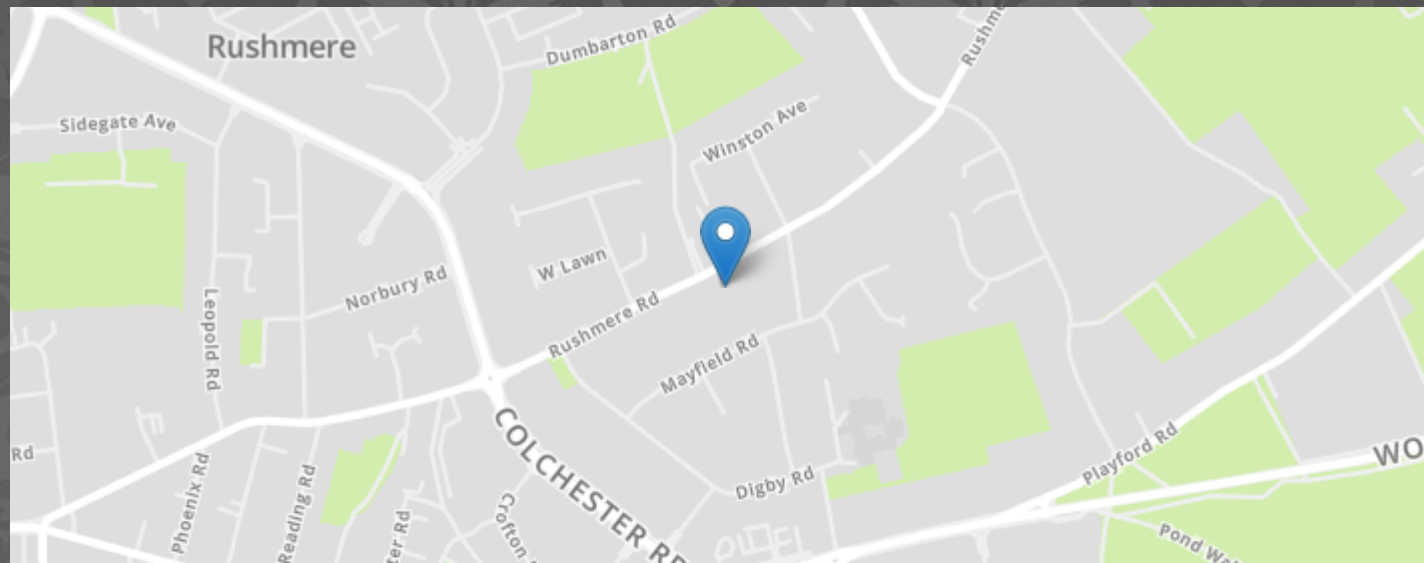 Rushmere
Dumbarton Rd
Sidegate Ave
Winston Ave
W Lawn
Norbury Rd
Leopold Rd
Rushmere Rd
Mayfield Rd
COLCHESTER
Digby Rd
Playford Rd
Rd
Phoenix Rd
Reading Rd
Crofton
Pond